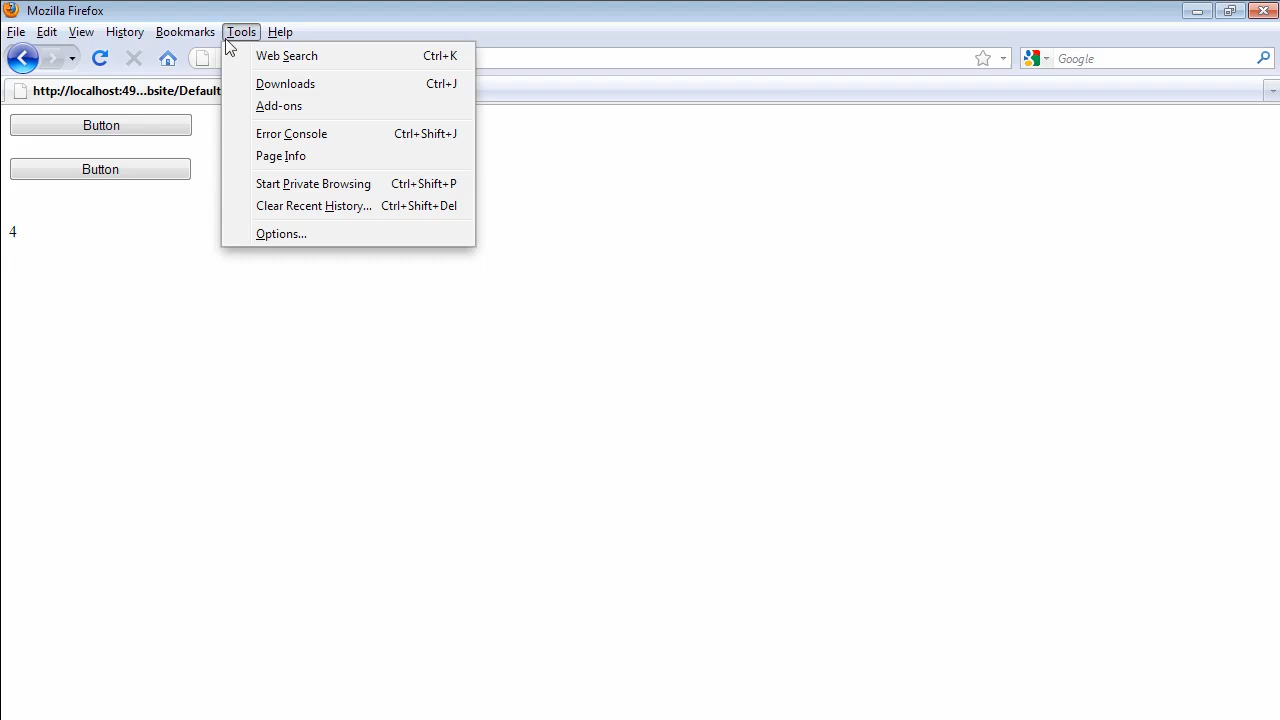 Mozilla Firefox
File Edit View History Bookmarks Tools Help
Google
http://localhost:49...bsite/Default
Web Search Ctrl+K
Downloads Ctrl+J
Add-ons
Error Console Ctrl+Shift+J
Page Info
Start Private Browsing Ctrl+Shift+P
Clear Recent History... Ctrl+Shift+Del
Options...
Button
Button
4